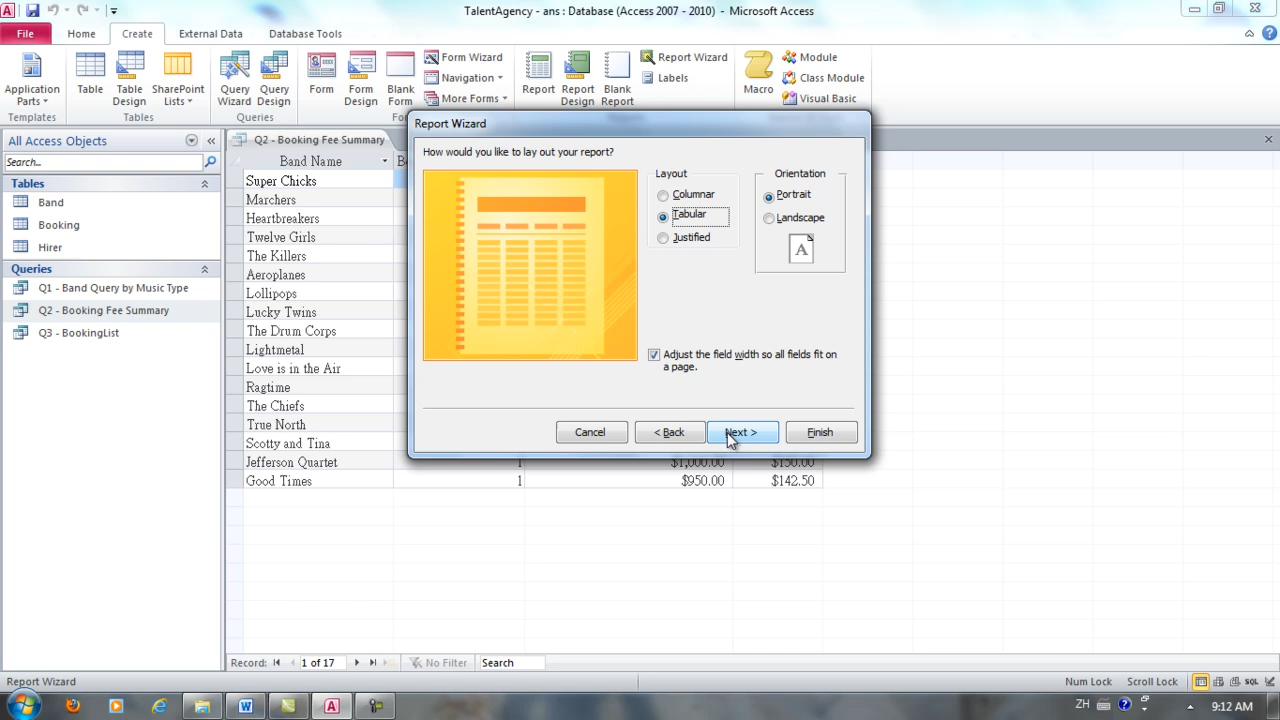 TalentAgency - ans : Database (Access 2007 - 2010) - Microsoft Access
File Home Create External Data Database Tools
Application Parts Table Table Design SharePoint Lists Query Wizard Query Design Form Form Design Blank Form Form Wizard Navigation More Forms Report Report Design Blank Report Report Wizard Labels Macro Module Class Module Visual Basic
Templates Tables Queries
Report Wizard
All Access Objects
Search...
Tables
Band
Booking
Hirer
Queries
Q1 - Band Query by Music Type
Q2 - Booking Fee Summary
Q3 - BookingList
Q2 - Booking Fee Summary
Band Name
Super Chicks
Marchers
Heartbreakers
Twelve Girls
The Killers
Aeroplanes
Lollipops
Lucky Twins
The Drum Corps
Lightmetal
Love is in the Air
Ragtime
The Chiefs
True North
Scotty and Tina
Jefferson Quartet 1 $1,000.00 $150.00
Good Times 1 $950.00 $142.50
How would you like to lay out your report?
Layout
Columnar
Tabular
Justified
Orientation
Portrait
Landscape
A
Adjust the field width so all fields fit on
a page.
Cancel < Back Next > Finish
Record: 1 of 17 No Filter Search
Report Wizard Num Lock Scroll Lock SQL
ZH 9:12 AM